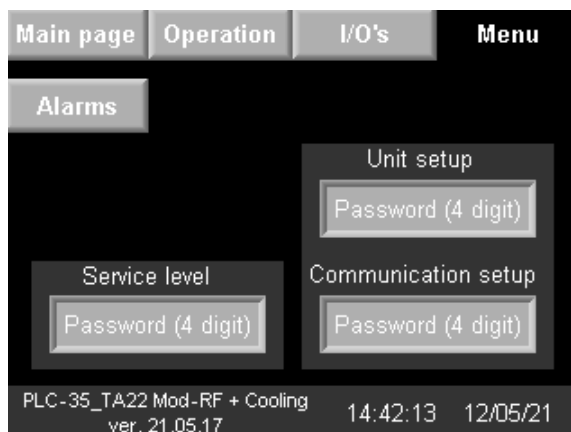 Main page Operation I/O's Menu
Alarms
Unit setup
Password (4 digit)
Service level
Password (4 digit)
Communication setup
Password (4 digit)
PLC-35_TA22 Mod-RF + Cooling
ver. 21.05.17
14:42:13 12/05/21